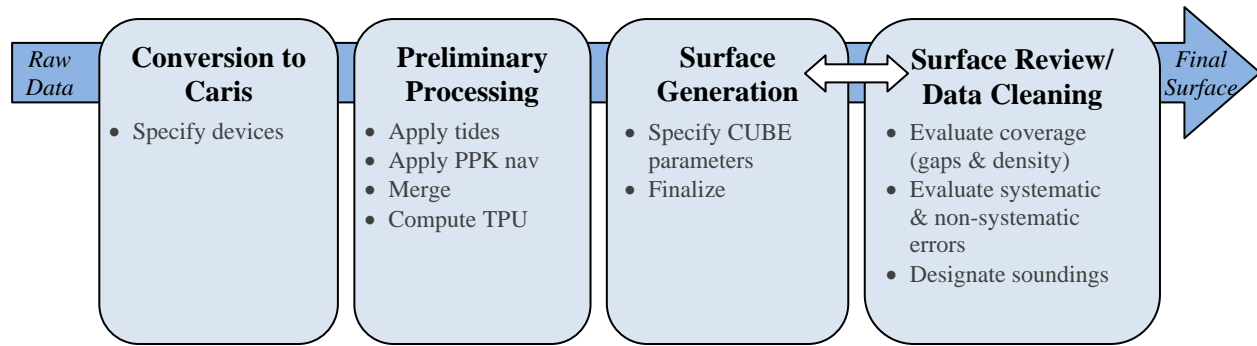 Raw
Data
Conversion to
Caris
• Specify devices
Preliminary
Processing
• Apply tides
• Apply PPK nav
• Merge
• Compute TPU
Surface
Generation
• Specify CUBE
parameters
• Finalize
Surface Review/
Data Cleaning
• Evaluate coverage
(gaps & density)
• Evaluate systematic
& non-systematic
errors
• Designate soundings
Final
Surface